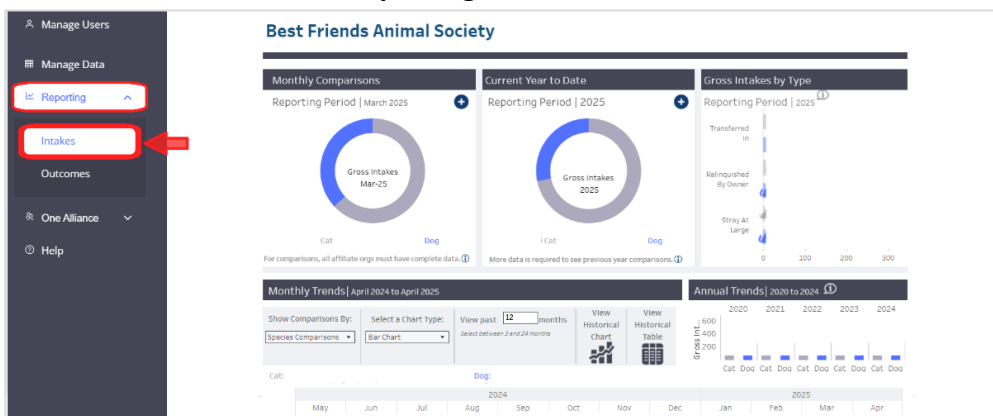 Manage Users
Manage Data
Reporting
Intakes
Outcomes
One Alliance
Help
Best Friends Animal Society
Monthly Comparisons
Reporting Period | March 2025
Gross Intakes
Mar-25
Cat
Dog
For comparisons, all affiliate orgs must have complete data.
Current Year to Date
Reporting Period | 2025
Gross Intakes
2025
Cat
Dog
More data is required to see previous year comparisons.
Gross Intakes by Type
Reporting Period | 2025
Transferred
In
Relinquished
By Owner
Stray At
Large
0 100 200 300
Monthly Trends| April 2024 to April 2025
Show Comparisons By:
Species Comparisons
Select a Chart Type:
Bar Chart
View past 12 months
Select between 3 and 24 months
View
Historical
Chart
View
Historical
Table
Cat:
Dog:
2024 2025
May Jun Jul Aug Sep Oct Nov Dec Jan Feb Mar Apr
Annual Trends| 2020 to 2024
2020 2021 2022 2023 2024
Gross Int..
600
400
200
Cat Dog Cat Dog Cat Dog Cat Dog Cat Dog